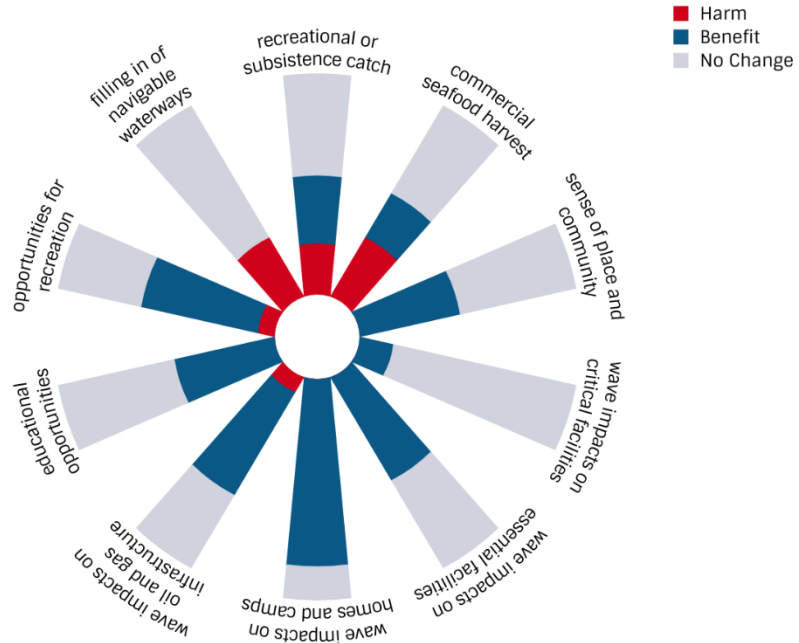 Harm
Benefit
No Change
recreational or
subsistence catch
commercial
seafood harvest
sense of place and
community
wave impacts on
critical facilities
wave impacts on
essential facilities
wave impacts on
homes and camps
wave impacts on
oil and gas
infrastructure
educational
opportunities
opportunities for
recreation
filling in of
navigable
waterways